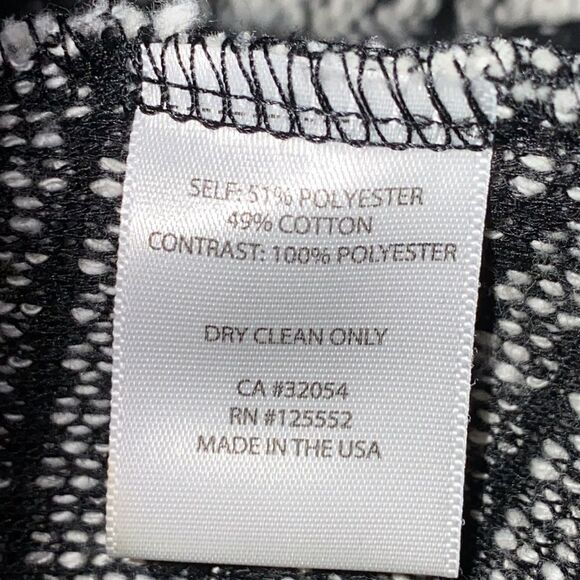 SELF: 51% POLYESTER
49% COTTON
CONTRAST: 100% POLYESTER
DRY CLEAN ONLY
CA #32054
RN #125552
MADE IN THE USA